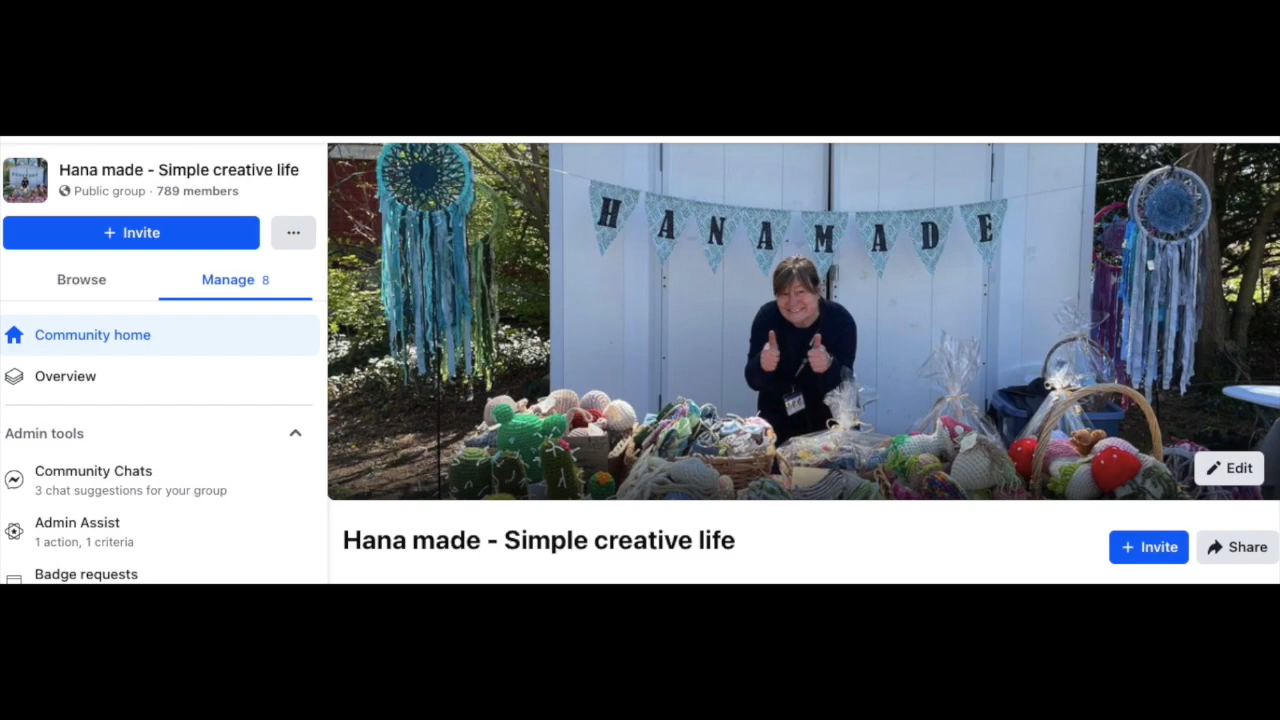 Hana made - Simple creative life
Public group · 789 members
+ Invite
...
Browse
Manage 8
Community home
Overview
Admin tools
Community Chats
3 chat suggestions for your group
Admin Assist
1 action, 1 criteria
Badge requests
HANAMADE
Edit
Hana made - Simple creative life
+ Invite
Share